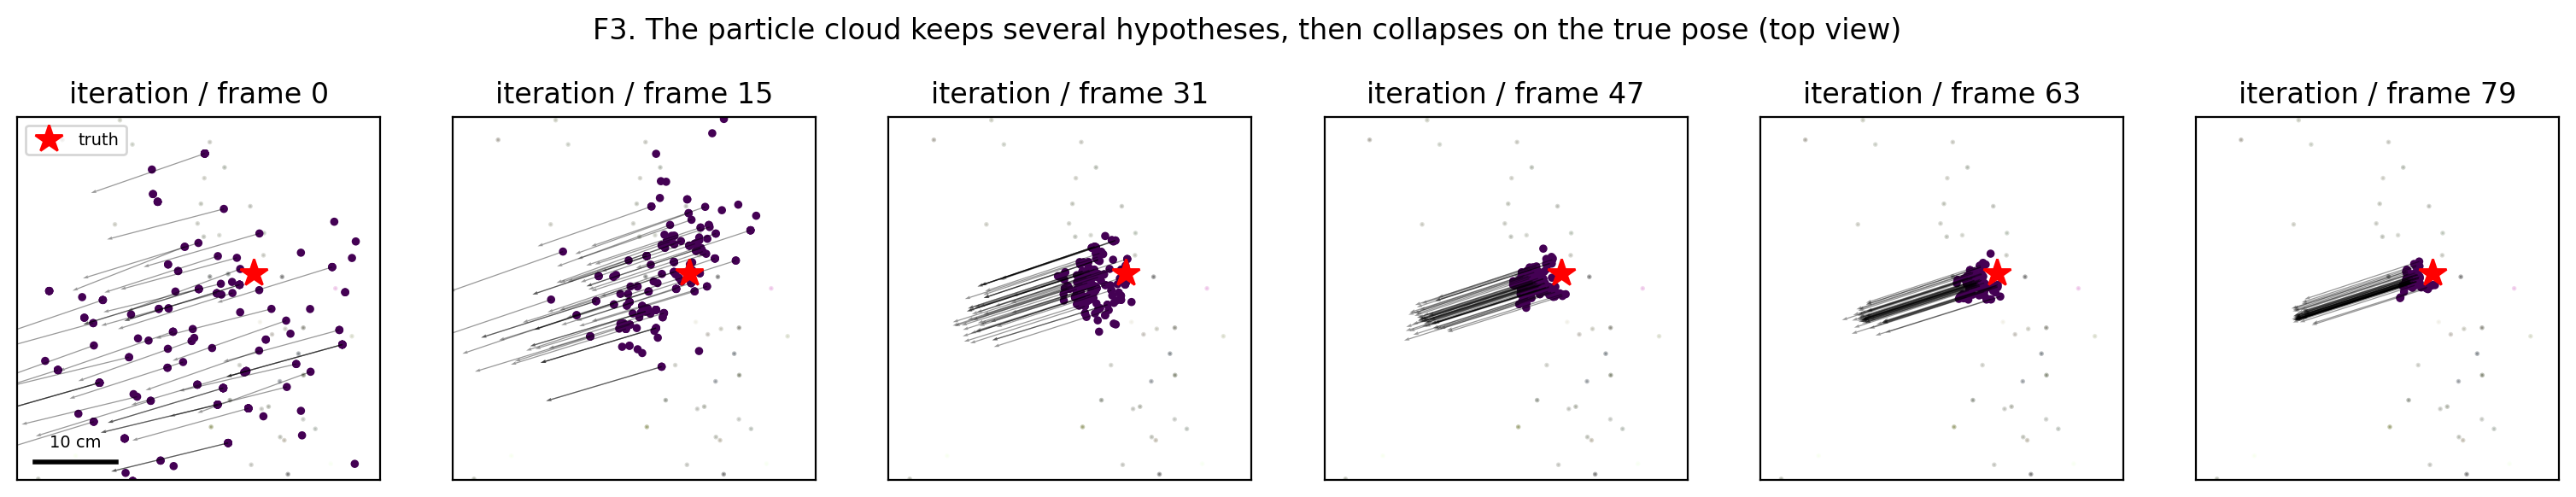 F3. The particle cloud keeps several hypotheses, then collapses on the true pose (top view)
iteration / frame 0
iteration / frame 15
iteration / frame 31
iteration / frame 47
iteration / frame 63
iteration / frame 79
truth
10 cm